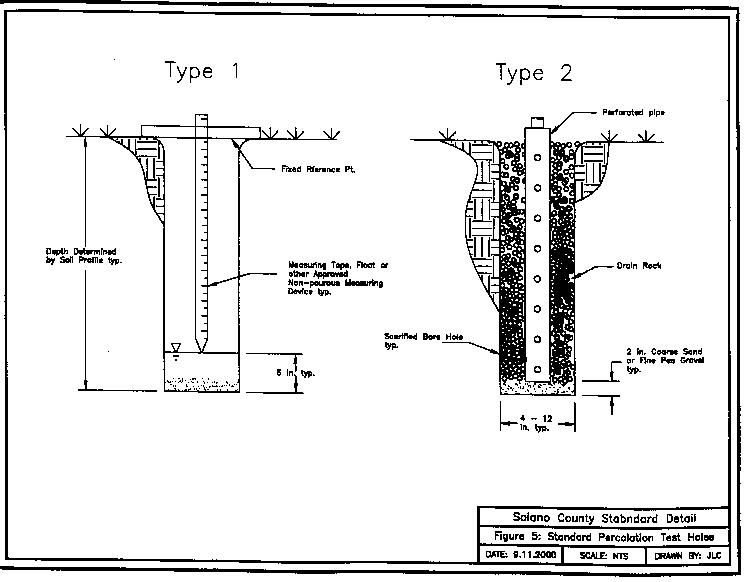 Type 1
Type 2
Perforated pipe
Fixed Rference Pt.
Depth Determined
by Soil Profile typ.
Measuring Tape, Float or
other Approved
Non-pourous Measuring
Device typ.
Drain Rock
Scarified Bore Hole
typ.
2 in. Coarse Sand
or Fine Pea Gravel
typ.
6 in. typ.
4 - 12
in. typ.
Solano County Stabndard Detail
Figure 5: Standard Percolation Test Holes
DATE: 9.11.2000 SCALE: NTS DRAWN BY: JLC